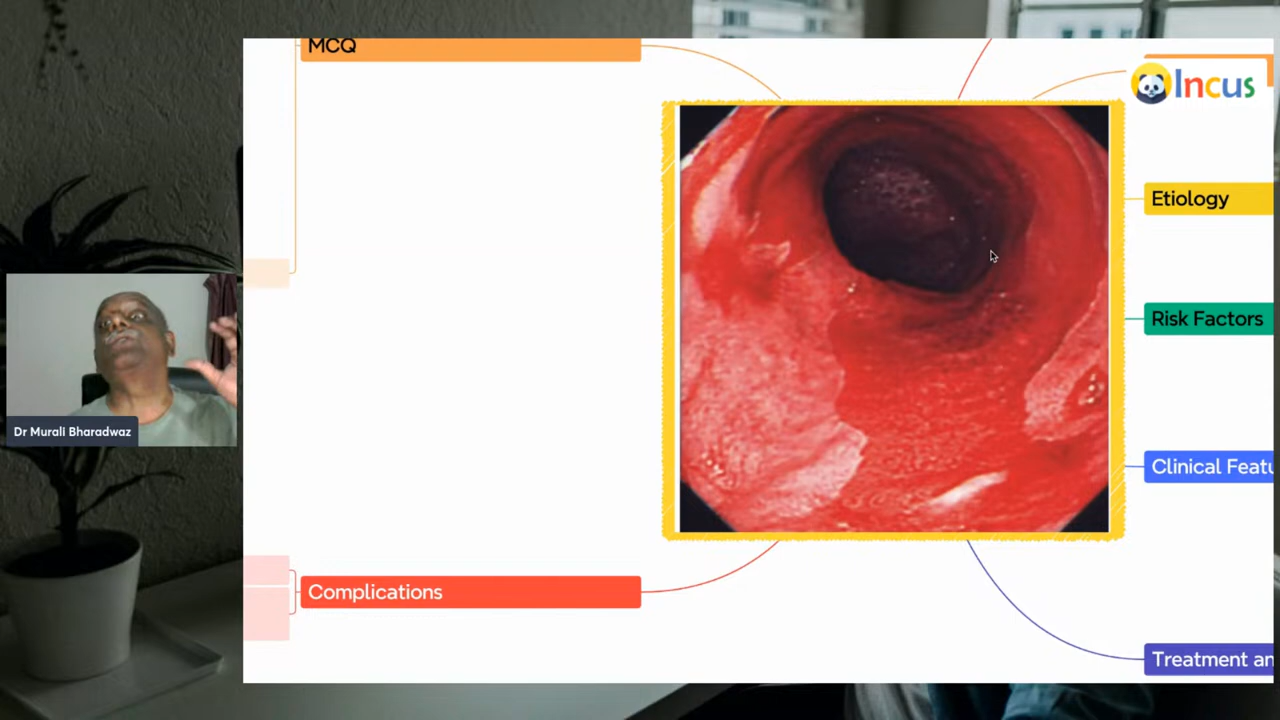 MCQ
Incus
Etiology
Risk Factors
Dr Murali Bharadwaz
Clinical Featu
Complications
Treatment an